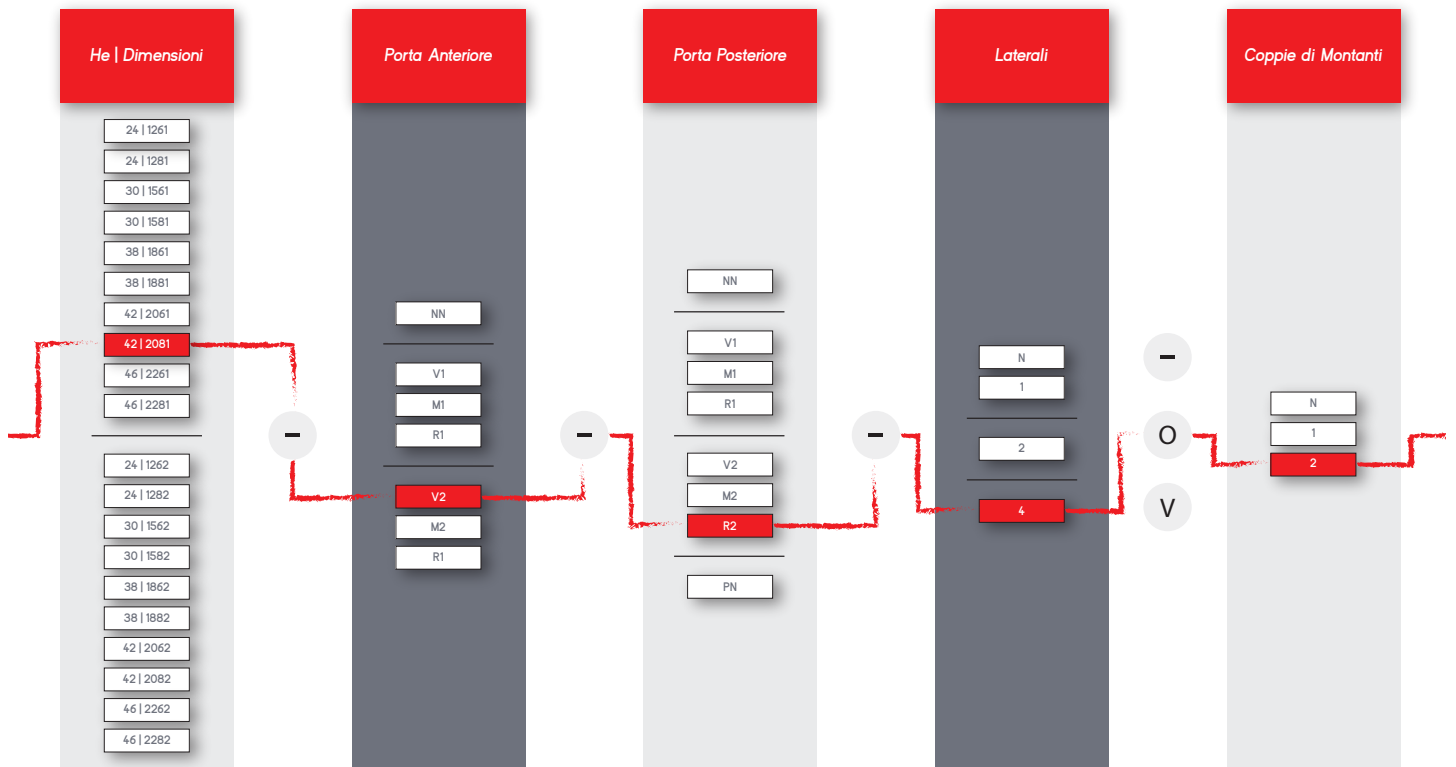 He | Dimensioni
24 | 1261
24 | 1281
30 | 1561
30 | 1581
38 | 1861
38 | 1881
42 | 2061
42 | 2081
46 | 2261
46 | 2281
24 | 1262
24 | 1282
30 | 1562
30 | 1582
38 | 1862
38 | 1882
42 | 2062
42 | 2082
46 | 2262
46 | 2282
-
Porta Anteriore
NN
V1
M1
R1
V2
M2
R1
-
Porta Posteriore
NN
V1
M1
R1
V2
M2
R2
PN
-
Laterali
N
1
2
4
-
O
V
Coppie di Montanti
N
1
2